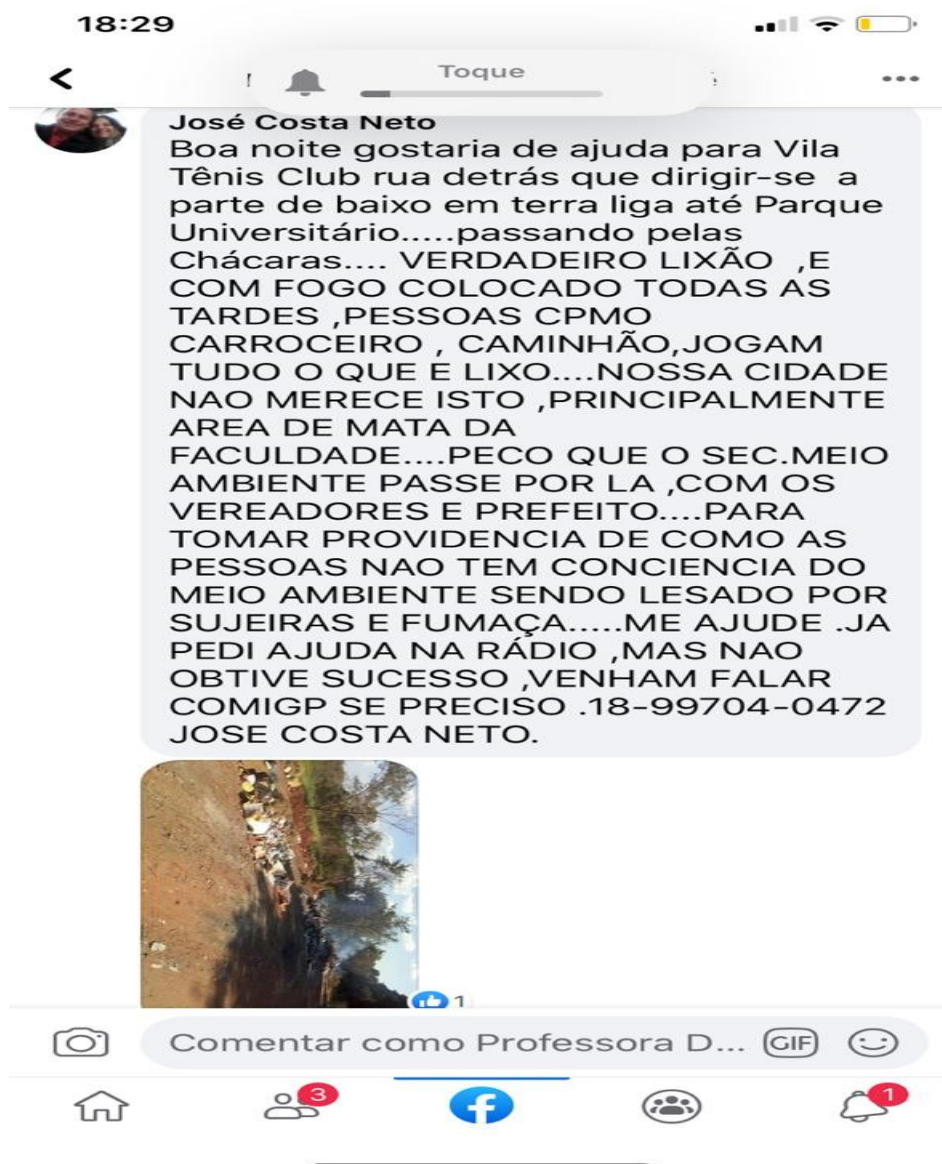 18:29
Toque
José Costa Neto
Boa noite gostaria de ajuda para Vila
Tênis Club rua detrás que dirigir-se a
parte de baixo em terra liga até Parque
Universitário.....passando pelas
Chácaras.... VERDADEIRO LIXÃO ,E
COM FOGO COLOCADO TODAS AS
TARDES ,PESSOAS CPMO
CARROCEIRO , CAMINHÃO,JOGAM
TUDO O QUE E LIXO....NOSSA CIDADE
NAO MERECE ISTO ,PRINCIPALMENTE
AREA DE MATA DA
FACULDADE....PECO QUE O SEC.MEIO
AMBIENTE PASSE POR LA ,COM OS
VEREADORES E PREFEITO....PARA
TOMAR PROVIDENCIA DE COMO AS
PESSOAS NAO TEM CONCIENCIA DO
MEIO AMBIENTE SENDO LESADO POR
SUJEIRAS E FUMAÇA.....ME AJUDE .JA
PEDI AJUDA NA RÁDIO ,MAS NAO
OBTIVE SUCESSO ,VENHAM FALAR
COMIGP SE PRECISO .18-99704-0472
JOSE COSTA NETO.
1
Comentar como Professora D... GIF
3
1